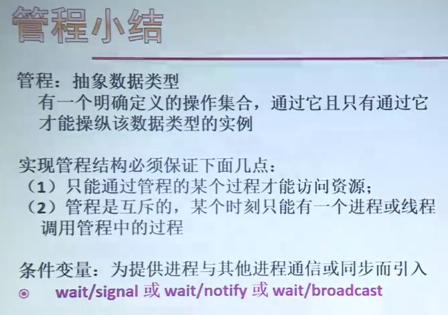 管程小结
管程：抽象数据类型
有一个明确定义的操作集合，通过它且只有通过它
才能操纵该数据类型的实例
实现管程结构必须保证下面几点：
（1）只能通过管程的某个过程才能访问资源；
（2）管程是互斥的，某个时刻只能有一个进程或线程
调用管程中的过程
条件变量：为提供进程与其他进程通信或同步而引入
wait/signal 或 wait/notify 或 wait/broadcast